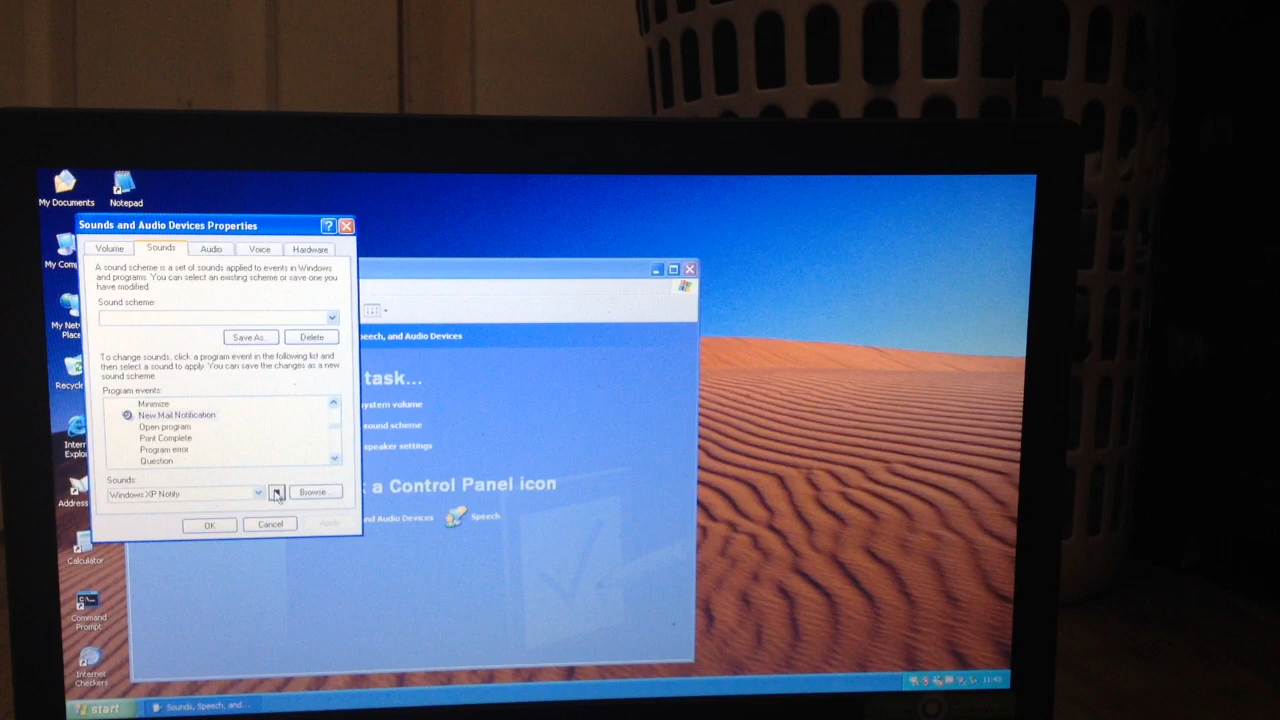 My Documents
Notepad
Sounds and Audio Devices Properties
Volume
Sounds
Audio
Voice
Hardware
A sound scheme is a set of sounds applied to events in Windows
and programs. You can select an existing scheme or save one you
have modified.
Sound scheme:
Save As...
Delete
To change sounds, click a program event in the following list and
then select a sound to apply. You can save the changes as a new
sound scheme.
Program events:
Minimize
New Mail Notification
Open program
Print Complete
Program error
Question
Sounds:
Windows XP Notify
Browse...
OK
Cancel
Apply
My Com
My Net
Place
Recycle
Intern
Explo
Address
Calculator
Command
Prompt
Internet
Checkers
peech, and Audio Devices
task...
ystem volume
sound scheme
speaker settings
a Control Panel icon
nd Audio Devices
Speech
start
Sounds, Speech, and...